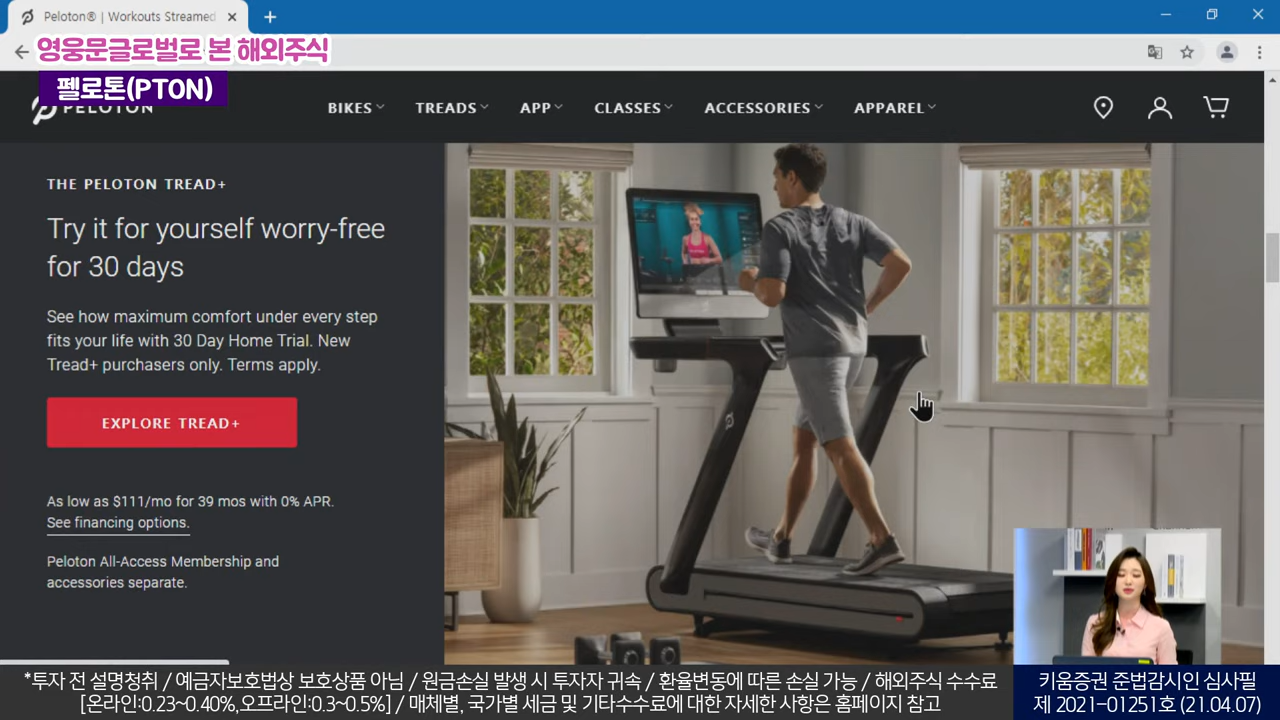 Peloton® | Workouts Streamed
영웅문글로벌로 본 해외주식
펠로톤(PTON)
PELOTON
BIKES
TREADS
APP
CLASSES
ACCESSORIES
APPAREL
THE PELOTON TREAD+
Try it for yourself worry-free
for 30 days
See how maximum comfort under every step
fits your life with 30 Day Home Trial. New
Tread+ purchasers only. Terms apply.
EXPLORE TREAD+
As low as $111/mo for 39 mos with 0% APR.
See financing options.
Peloton All-Access Membership and
accessories separate.
*투자 전 설명청취 / 예금자보호법상 보호상품 아님 / 원금손실 발생 시 투자자 귀속 / 환율변동에 따른 손실 가능 / 해외주식 수수료
[온라인:0.23~0.40%,오프라인:0.3~0.5%] / 매체별, 국가별 세금 및 기타수수료에 대한 자세한 사항은 홈페이지 참고
키움증권 준법감시인 심사필
제 2021-01251호 (21.04.07)